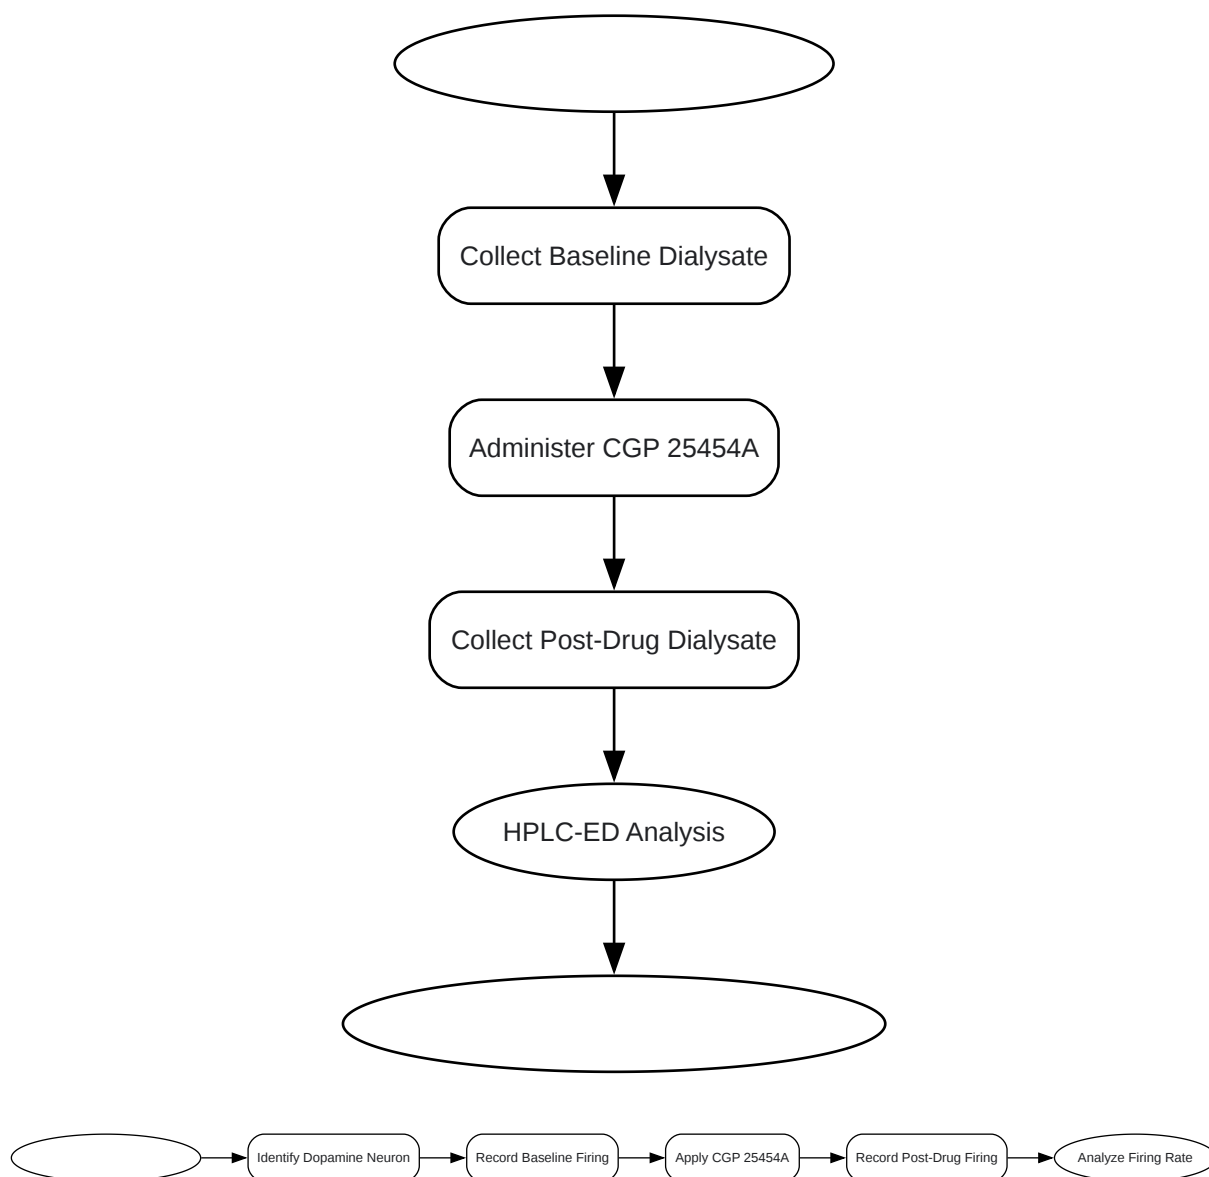 Collect Baseline Dialysate
Administer CGP 25454A
Collect Post-Drug Dialysate
HPLC-ED Analysis
Identify Dopamine Neuron
Record Baseline Firing
Apply CGP 25454A
Record Post-Drug Firing
Analyze Firing Rate